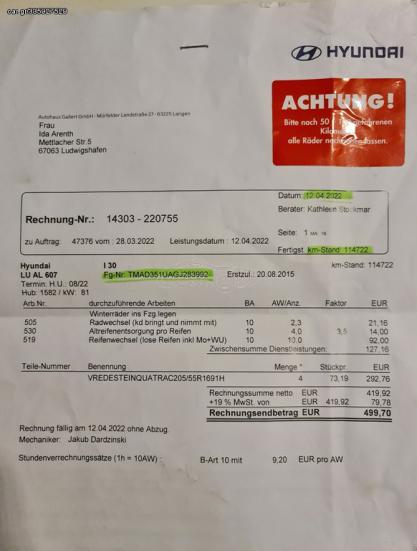 HYUNDAI
Autohaus Gallert GmbH - Mörfelder Landstraße 27 - 63225 Langen
ACHTUNG!
Bitte nach 50
alle Räder
Frau
Ida Arenth
Mettlacher Str.5
67063 Ludwigshafen
Datum: 12.04.2022
Berater: Kathleen
Rechnung-Nr.: 14303 - 220755
Seite: 1
zu Auftrag: 47376 vom : 28.03.2022 Leistungsdatum : 12.04.2022 Fertigst. km-Stand: 114722
Hyundai I 30 km-Stand: 114722
LU AL 607 Fg-Nr: TMAD351UAGJ283992 Erstzul.: 20.08.2015
Termin: H.U.: 08/22
Hub: 1582 / kW: 81
Arb.Nr. durchzuführende Arbeiten BA AW/Anz. Faktor EUR
Winterräder ins Fzg.legen
505 Radwechsel (kd bringt und nimmt mit) 10 2,3 21,16
530 Altreifenentsorgung pro Reifen 10 4,0 3,5 14,00
519 Reifenwechsel (lose Reifen inkl Mo+WU) 10 10,0 92,00
Zwischensumme Dienstleistungen: 127,16
Teile-Nummer Benennung Menge * Stückpr. EUR
VREDESTEINQUATRAC205/55R1691H 4 73,19 292,76
Rechnungssumme netto EUR 419,92
+19 % MwSt. von EUR 419,92 79,78
Rechnungsendbetrag EUR 499,70
Rechnung fällig am 12.04.2022 ohne Abzug.
Mechaniker: Jakub Dardzinski
Stundenverrechnungssätze (1h = 10AW) : B-Art 10 mit 9,20 EUR pro AW